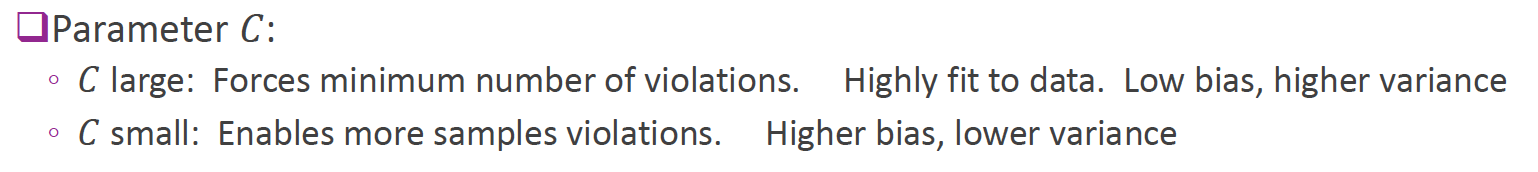 ❑Parameter 𝐶:
◦ 𝐶 large: Forces minimum number of violations. Highly fit to data. Low bias, higher variance
◦ 𝐶 small: Enables more samples violations. Higher bias, lower variance